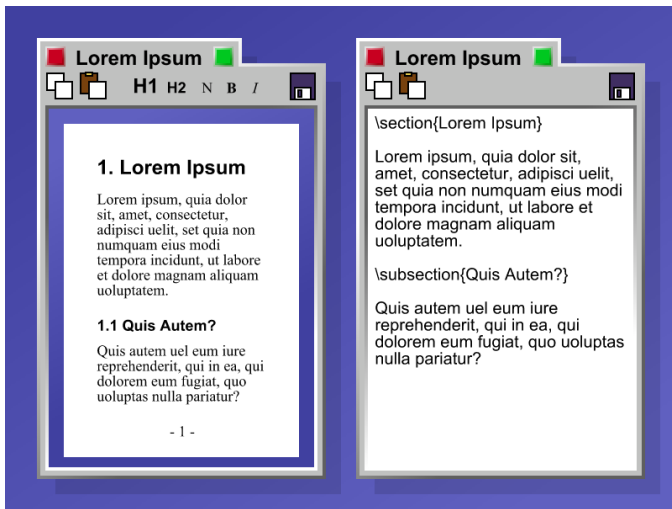 Lorem Ipsum
H1 H2 N B I
1. Lorem Ipsum
Lorem ipsum, quia dolor
sit, amet, consectetur,
adipisci uelit, set quia non
numquam eius modi
tempora incidunt, ut labore
et dolore magnam aliquam
uoluptatem.
1.1 Quis Autem?
Quis autem uel eum iure
reprehenderit, qui in ea, qui
dolorem eum fugiat, quo
uoluptas nulla pariatur?
- 1 -
Lorem Ipsum
\section{Lorem Ipsum}
Lorem ipsum, quia dolor sit,
amet, consectetur, adipisci uelit,
set quia non numquam eius modi
tempora incidunt, ut labore et
dolore magnam aliquam
uoluptatem.
\subsection{Quis Autem?}
Quis autem uel eum iure
reprehenderit, qui in ea, qui
dolorem eum fugiat, quo uoluptas
nulla pariatur?